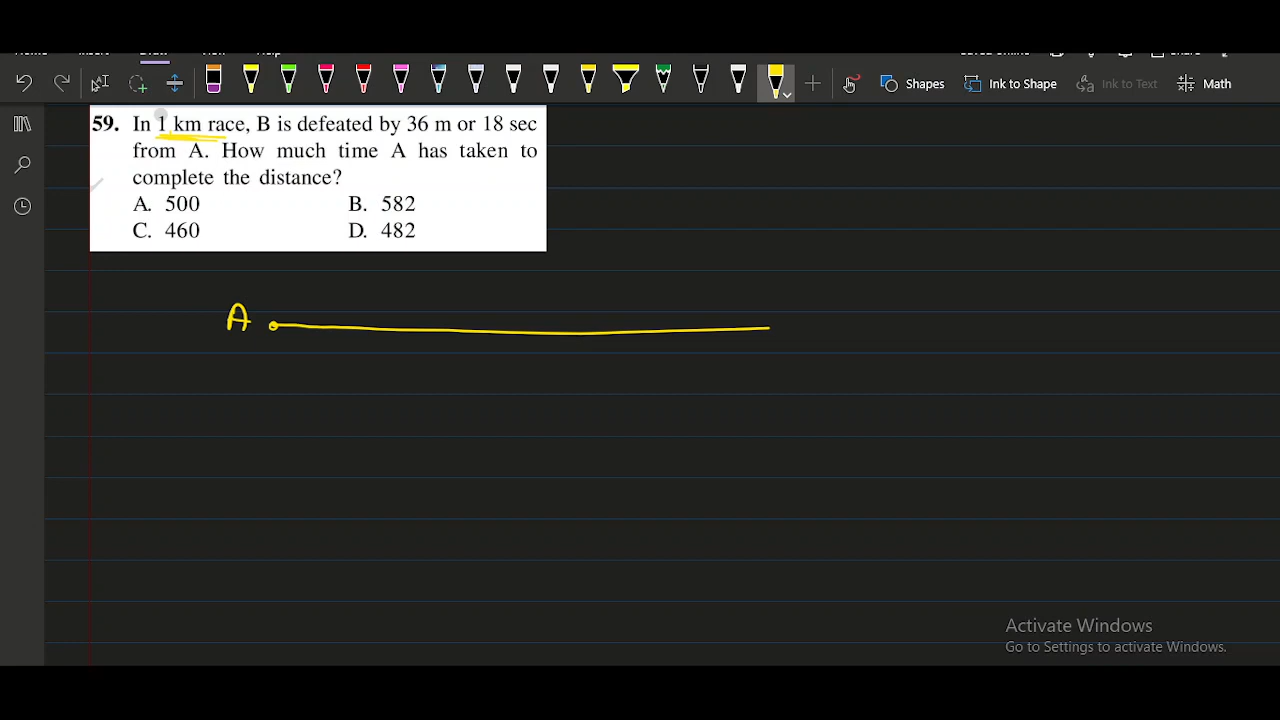 Shapes Ink to Shape Ink to Text Math
59. In 1 km race, B is defeated by 36 m or 18 sec
from A. How much time A has taken to
complete the distance?
A. 500 B. 582
C. 460 D. 482
A
Activate Windows
Go to Settings to activate Windows.